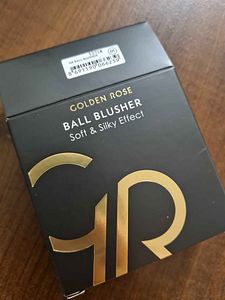 GOLDEN ROSE
BALL BLUSHER
Soft & Silky Effect
GR